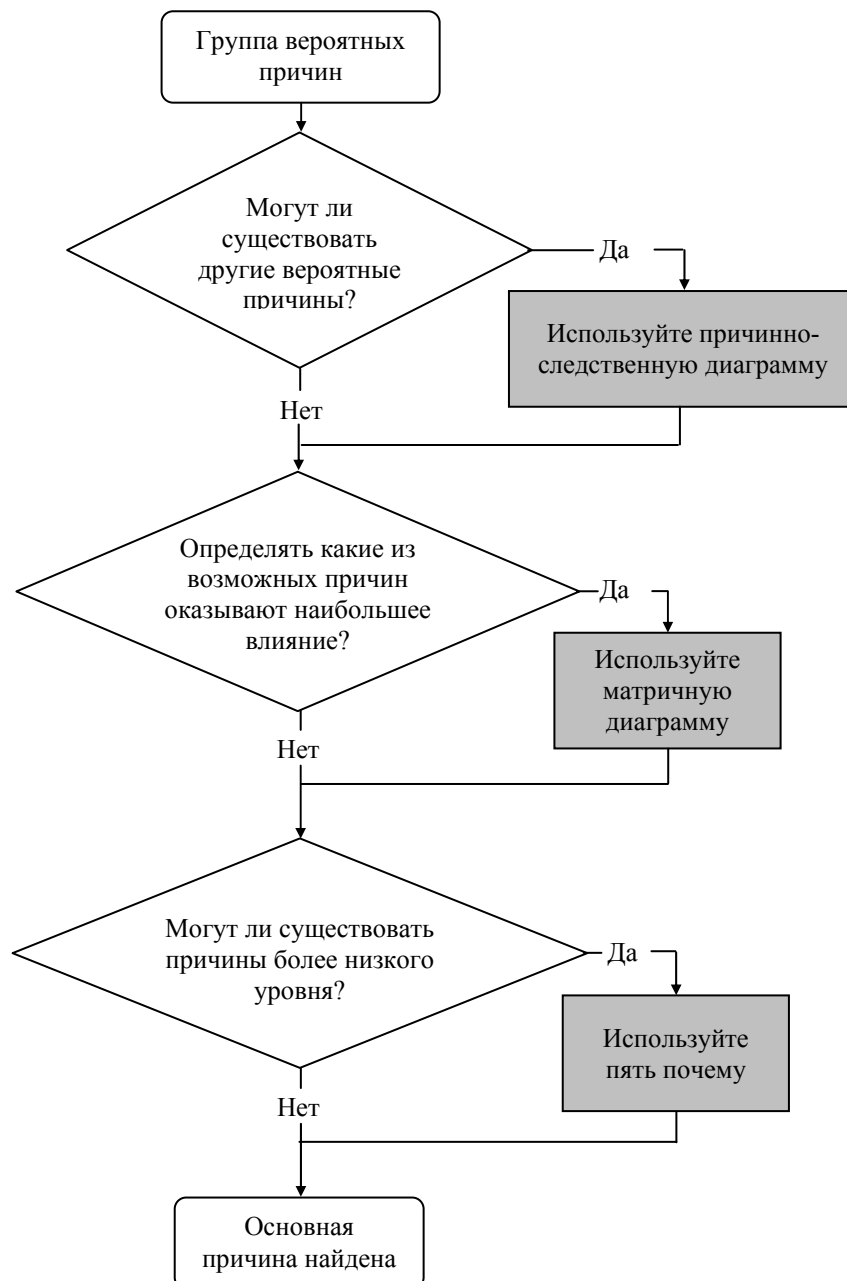 Группа вероятных
причин
Могут ли
существовать
другие вероятные
причины?
Да
Используйте причинно-
следственную диаграмму
Нет
Определять какие из
возможных причин
оказывают наибольшее
влияние?
Да
Используйте
матричную
диаграмму
Нет
Могут ли существовать
причины более низкого
уровня?
Да
Используйте
пять почему
Нет
Основная
причина найдена